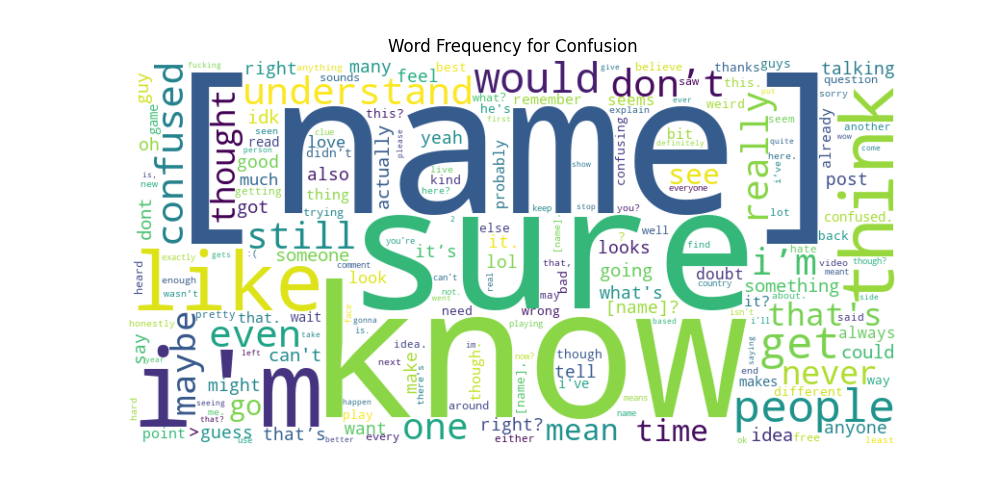 Word Frequency for Confusion
fucking
right
anything
many
sounds
feel
best
would
what?
he's
give
believe
don’t
saw
thanks
guys
this.
weird
talking
question
sorry
guy
game
oh
confused
[name]
thought
understand
idk
seen
read
person
good
much
getting
got
clue
love
didn’t
also
thing
trying
this?
please
actually
yeah
live
kind
here?
remember
first
probably
seems
ever
explain
confusing
bit
definitely
see
everyone
show
keep
stop
you?
really
seem
out
quite
here.
i've
lot
already
wow
another
come
post
think
confused.
back
is,
new
dont
still
someone
sure
2
you're
it’s
else
it.
lol
[name].
?
looks
well
find
going
doubt
country
what's
i’m
hate
something
video
meant
though?
like
exactly
gets
:(
heard
enough
wasn’t
comment
look
can’t
not.
went
real
that,
bad
may
wrong
need
[name]?
it?
about.
that's
said
side
always
could
way
honestly
pretty
that.
wait
take
even
say
maybe
year
left
can't
i'm
know
face
gonna
is.
idea.
im
next
make
there's
though.
playing
now?
[name].
based
isn’t
i’ll
though
tell
i've
saying
end
makes
get
never
different
might
go
happen
play
around
means
name
people
hard
seeing
me.
that?
point
>guess
use
that’s
better
want
every
one
right?
either
mean
time
ok
idea
free
anyone
least